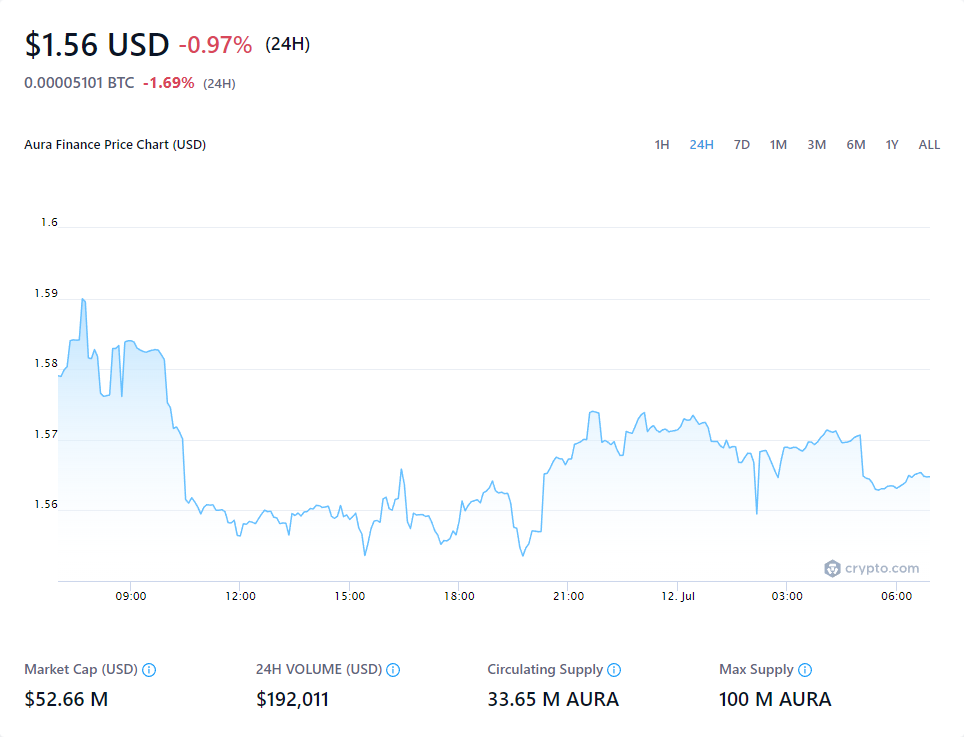 $1.56 USD -0.97% (24H)
0.00005101 BTC -1.69% (24H)
Aura Finance Price Chart (USD)
1H 24H 7D 1M 3M 6M 1Y ALL
1.6
1.59
1.58
1.57
1.56
crypto.com
09:00 12:00 15:00 18:00 21:00 12. Jul 03:00 06:00
Market Cap (USD) 24H VOLUME (USD) Circulating Supply Max Supply
$52.66 M $192,011 33.65 M AURA 100 M AURA